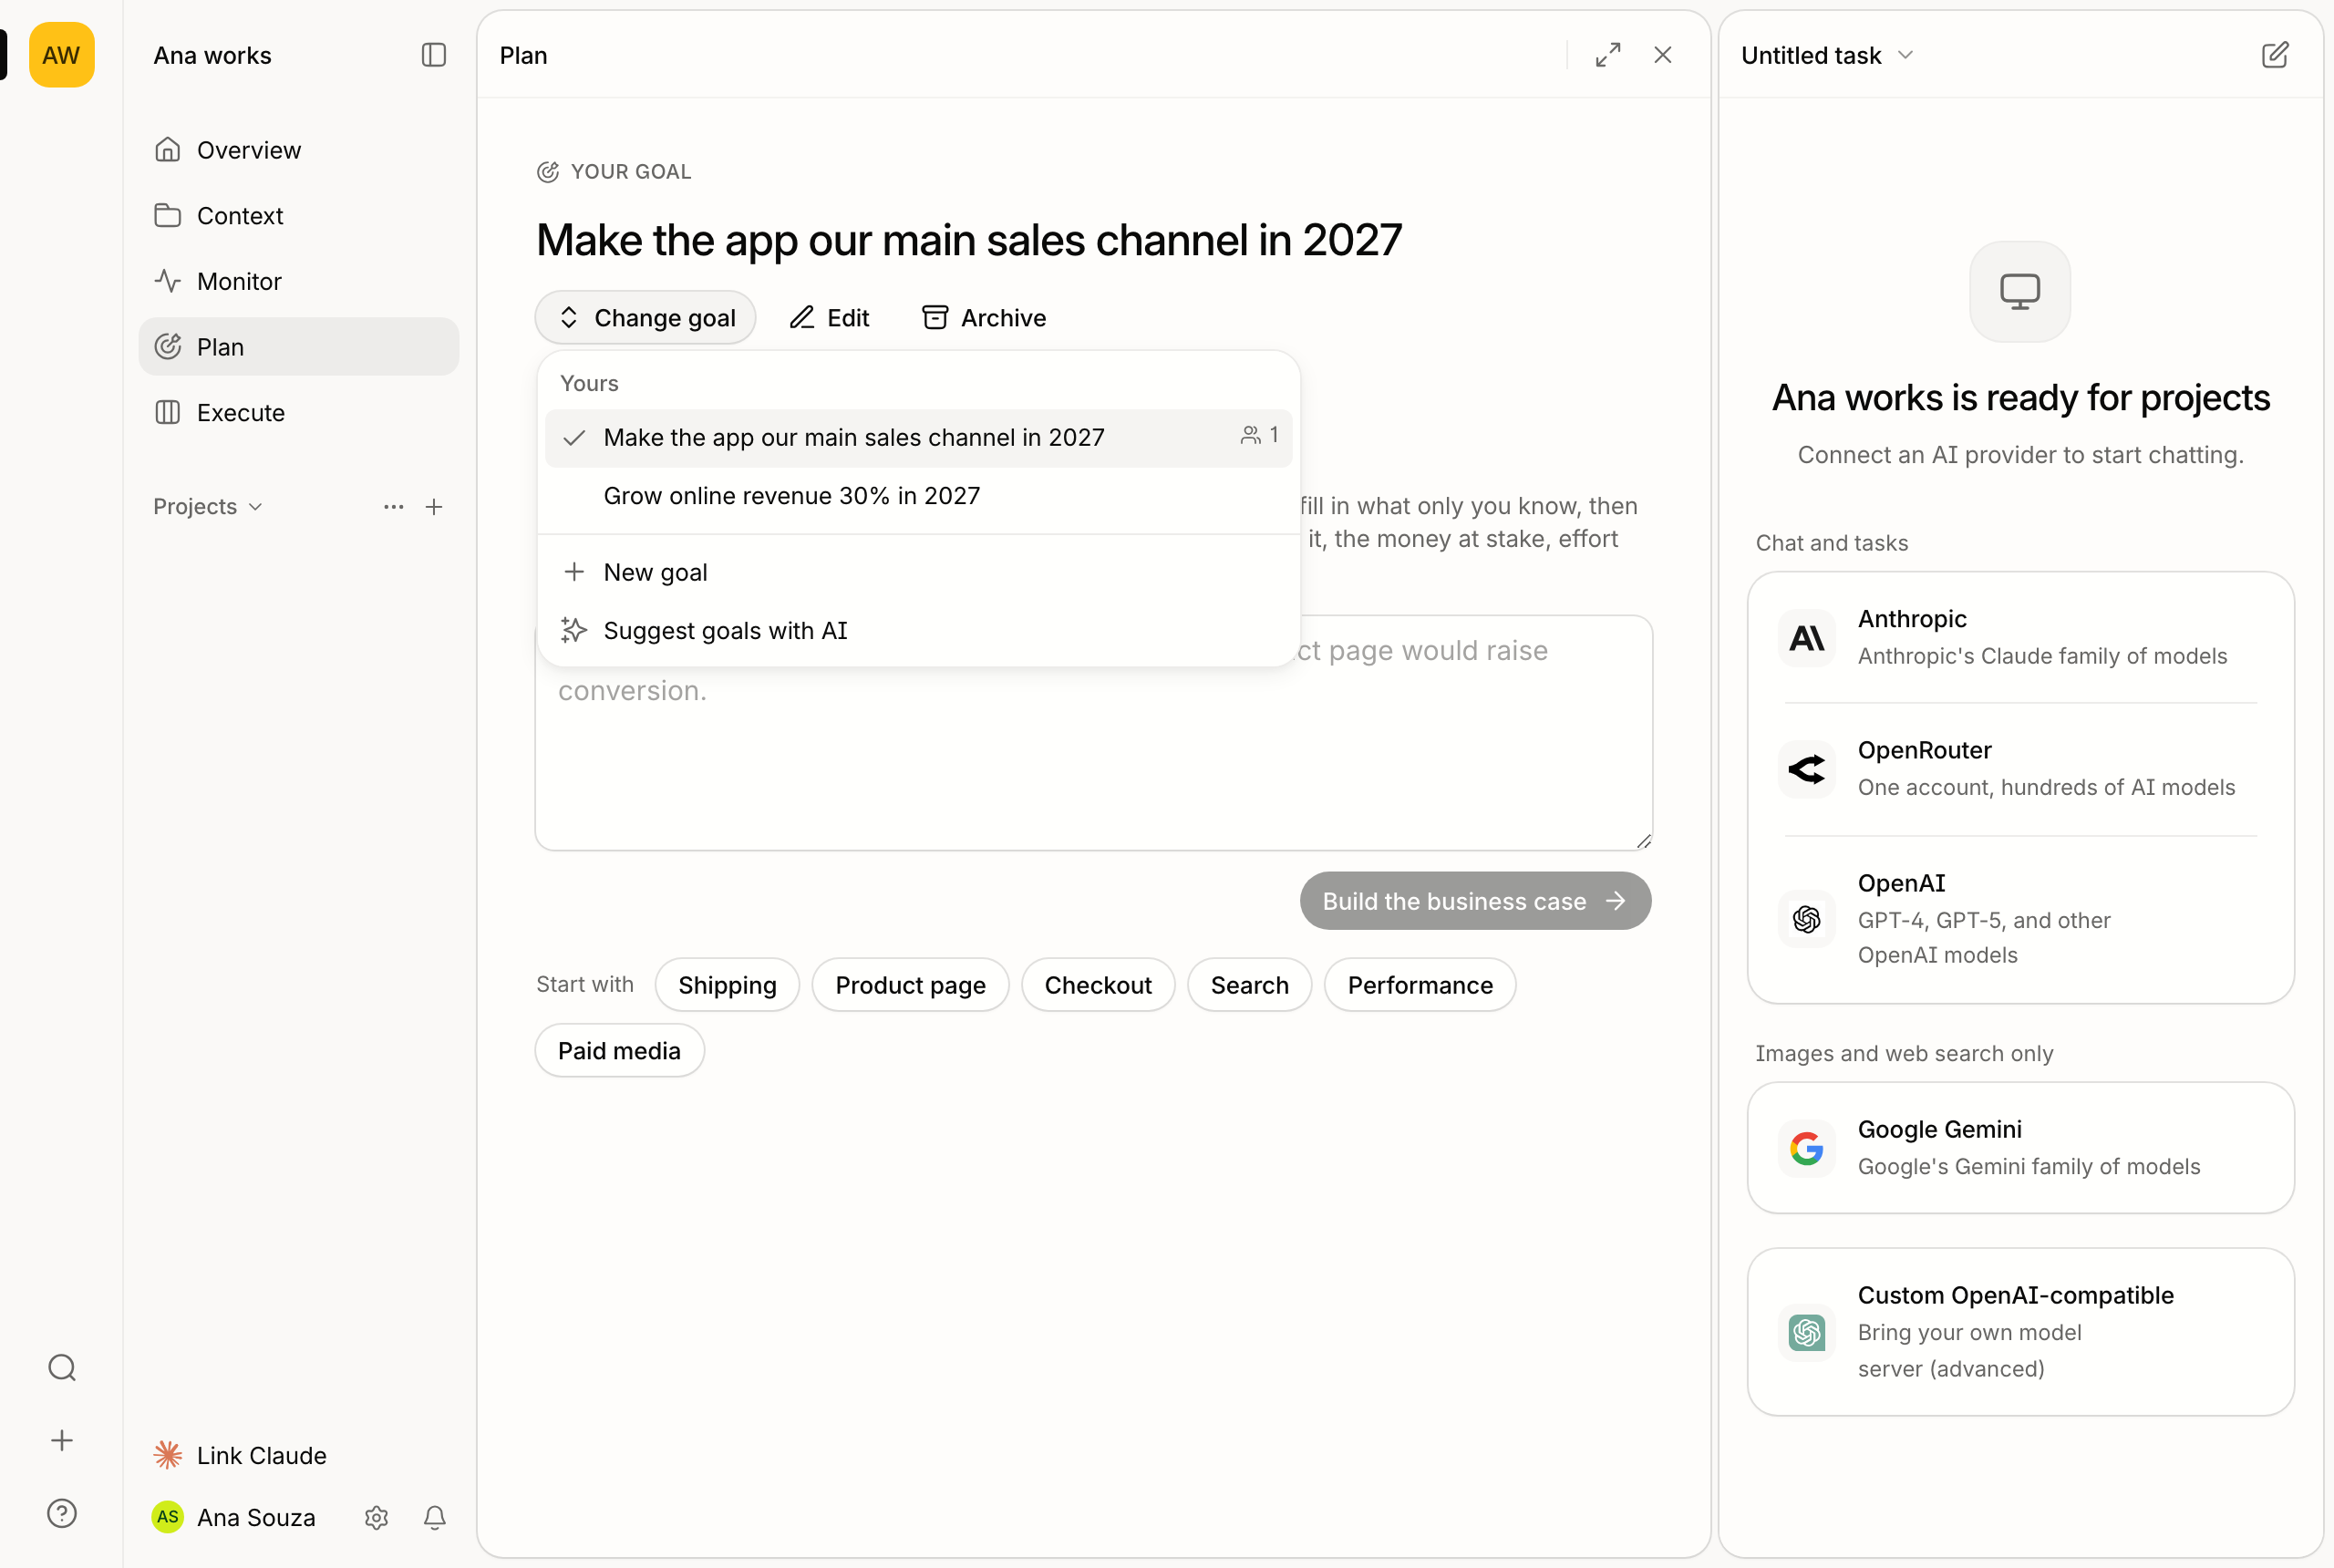 AW
Ana works
Overview
Context
Monitor
Plan
Execute
Projects
Link Claude
AS
Ana Souza
Plan
YOUR GOAL
Make the app our main sales channel in 2027
Change goal
Edit
Archive
Yours
Make the app our main sales channel in 2027
1
Grow online revenue 30% in 2027
New goal
Suggest goals with AI
fill in what only you know, then
it, the money at stake, effort
page would raise
conversion.
Build the business case
Start with
Shipping
Product page
Checkout
Search
Performance
Paid media
Untitled task
Ana works is ready for projects
Connect an AI provider to start chatting.
Chat and tasks
Anthropic
Anthropic's Claude family of models
OpenRouter
One account, hundreds of AI models
OpenAI
GPT-4, GPT-5, and other
OpenAI models
Images and web search only
Google Gemini
Google's Gemini family of models
Custom OpenAI-compatible
Bring your own model
server (advanced)